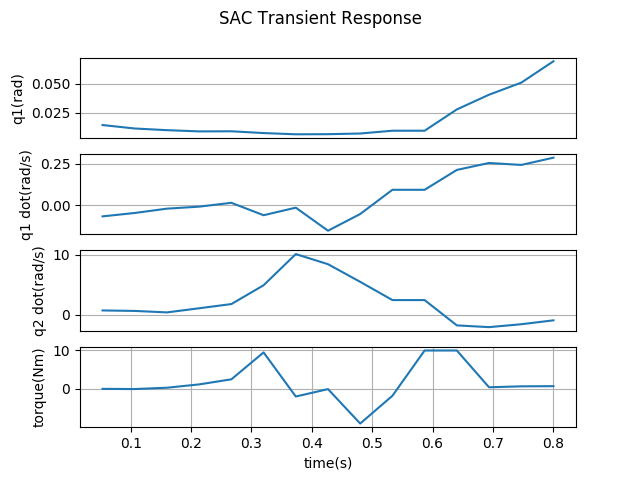 SAC Transient Response
q1(rad)
0.050
0.025
q1 dot(rad/s)
0.25
0.00
q2 dot(rad/s)
10
0
torque(Nm)
10
0
0.1 0.2 0.3 0.4 0.5 0.6 0.7 0.8
time(s)